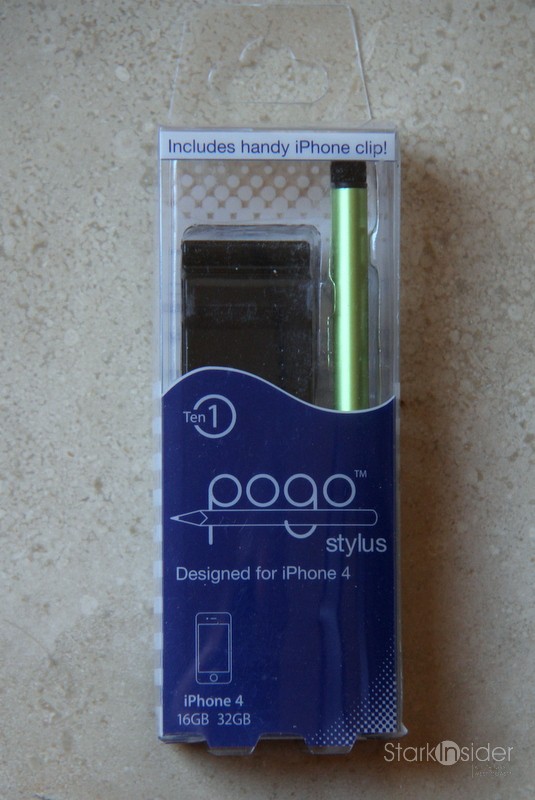 Includes handy iPhone clip!
Ten 1
pogo™
stylus
Designed for iPhone 4
iPhone 4
16GB 32GB
StarkInsider